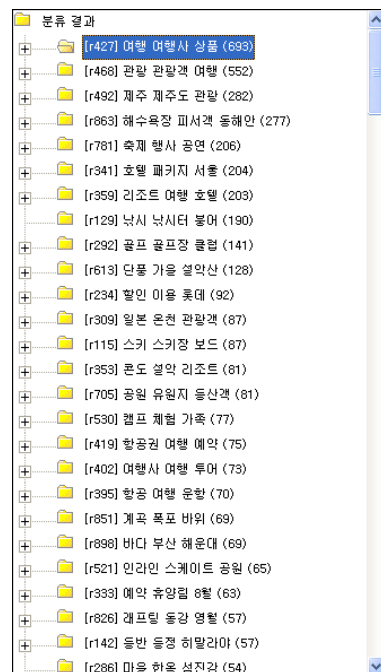 분류 결과
[r427] 여행 여행사 상품 (693)
[r468] 관광 관광객 여행 (552)
[r492] 제주 제주도 관광 (282)
[r863] 해수욕장 피서객 동해안 (277)
[r781] 축제 행사 공연 (206)
[r341] 호텔 패키지 서울 (204)
[r359] 리조트 여행 호텔 (203)
[r129] 낚시 낚시터 붕어 (190)
[r292] 골프 골프장 클럽 (141)
[r613] 단풍 가을 설악산 (128)
[r234] 할인 이용 롯데 (92)
[r309] 일본 온천 관광객 (87)
[r115] 스키 스키장 보드 (87)
[r353] 콘도 설악 리조트 (81)
[r705] 공원 유원지 등산객 (81)
[r530] 캠프 체험 가족 (77)
[r419] 항공권 여행 예약 (75)
[r402] 여행사 여행 투어 (73)
[r395] 항공 여행 운항 (70)
[r851] 계곡 폭포 바위 (69)
[r898] 바다 부산 해운대 (69)
[r521] 인라인 스케이트 공원 (65)
[r333] 예약 휴양림 8월 (63)
[r826] 래프팅 동강 영월 (57)
[r142] 등반 등정 히말라야 (57)
[r286] 마을 한옥 섬진강 (54)